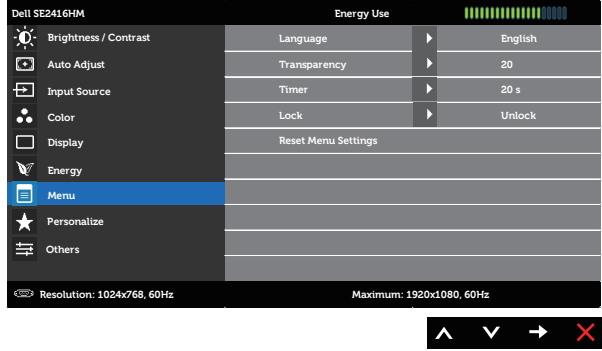 Dell SE2416HM Energy Use
Brightness / Contrast Language English
Auto Adjust Transparency 20
Input Source Timer 20 s
Color Lock Unlock
Display Reset Menu Settings
Energy
Menu
Personalize
Others
Resolution: 1024x768, 60Hz Maximum: 1920x1080, 60Hz